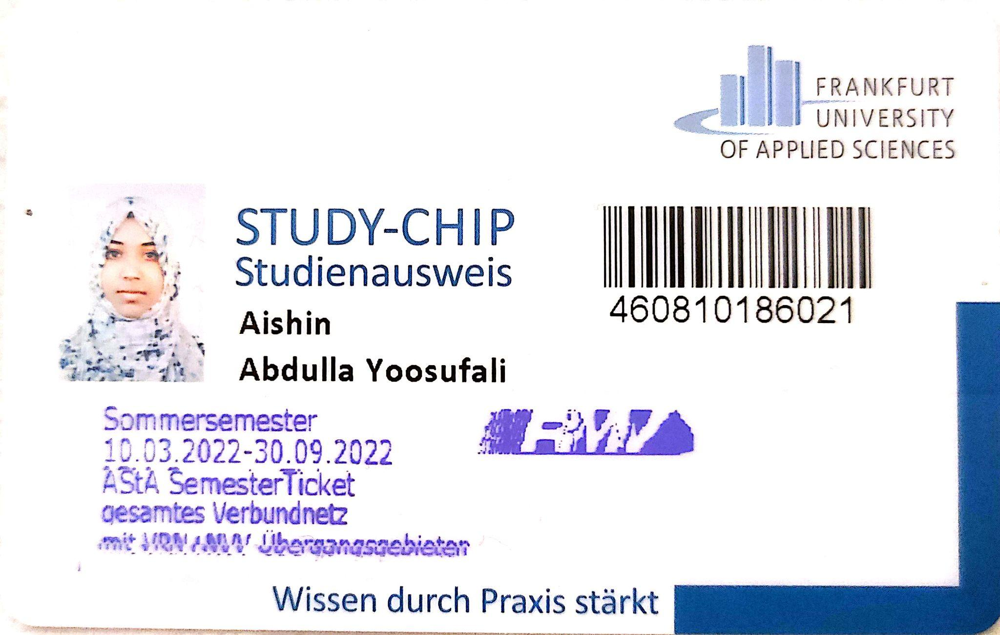 FRANKFURT
UNIVERSITY
OF APPLIED SCIENCES
STUDY-CHIP
Studienausweis
Aishin
Abdulla Yoosufali
460810186021
Sommersemester
10.03.2022-30.09.2022
AStA SemesterTicket
gesamtes Verbundnetz
mit VRN/NVV Übergangsgebieten
Wissen durch Praxis stärkt